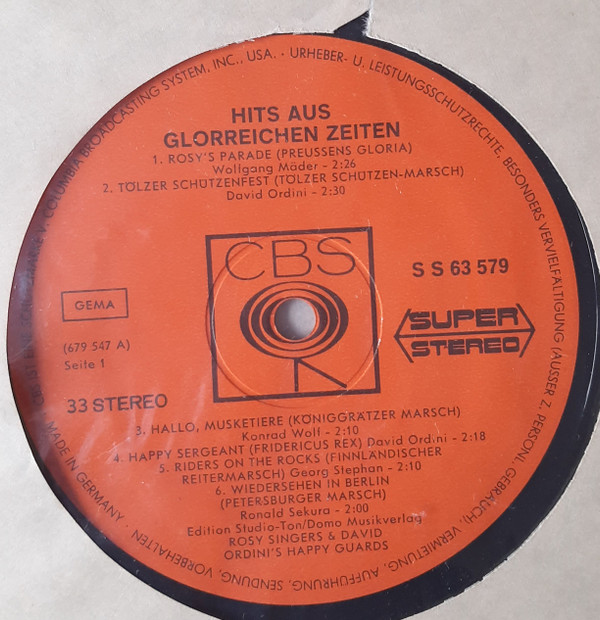 COLUMBIA BROADCASTING SYSTEM, INC., USA. · URHEBER- U. LEISTUNGSSCHUTZRECHTE, BESONDERS VERVIELFÄLTIGUNG (AUSSER Z. PERSÖNL. GEBRAUCH), VERMIETUNG, AUFFÜHRUNG, SENDUNG, VORBEHALTEN · MADE IN GERMANY ·
HITS AUS
GLORREICHEN ZEITEN
1. ROSY'S PARADE (PREUSSENS GLORIA)
Wolfgang Mäder - 2:26
2. TÖLZER SCHÜTZENFEST (TÖLZER SCHÜTZEN-MARSCH)
David Ordini - 2:30
CBS
S S 63 579
GEMA
SUPER
STEREO
(679 547 A)
Seite 1
33 STEREO
3. HALLO, MUSKETIERE (KÖNIGGRÄTZER MARSCH)
Konrad Wolf - 2:10
4. HAPPY SERGEANT (FRIDERICUS REX) David Ordini - 2:18
5. RIDERS ON THE ROCKS (FINNLÄNDISCHER
REITERMARSCH) Georg Stephan - 2:10
6. WIEDERSEHEN IN BERLIN
(PETERSBURGER MARSCH)
Ronald Sekura - 2:00
Edition Studio-Ton/Domo Musikverlag
ROSY SINGERS & DAVID
ORDINI'S HAPPY GUARDS